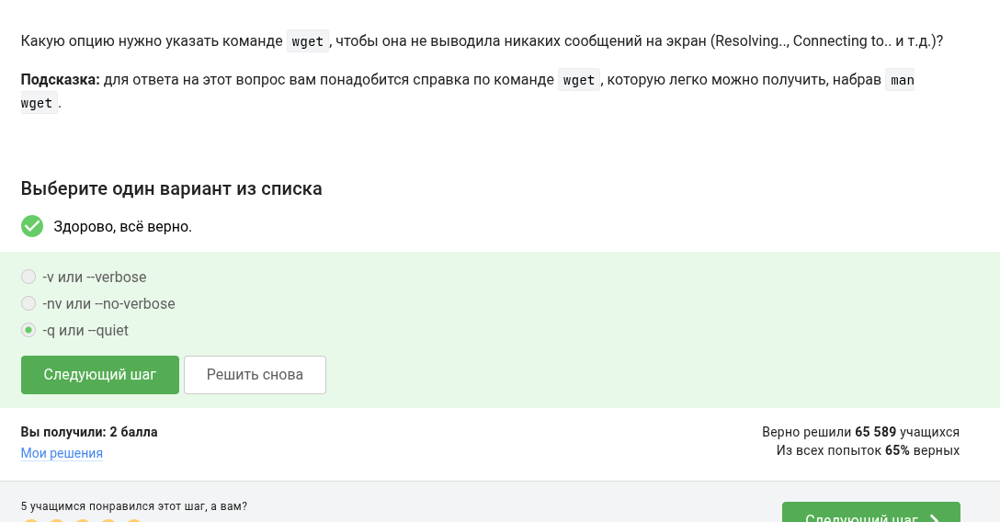 Какую опцию нужно указать команде wget, чтобы она не выводила никаких сообщений на экран (Resolving.., Connecting to.. и т.д.)?
Подсказка: для ответа на этот вопрос вам понадобится справка по команде wget, которую легко можно получить, набрав man
wget.
Выберите один вариант из списка
Здорово, всё верно.
-v или --verbose
-nv или --no-verbose
-q или --quiet
Следующий шаг
Решить снова
Вы получили: 2 балла
Верно решили 65 589 учащихся
Мои решения
Из всех попыток 65% верных
5 учащимся понравился этот шаг, а вам?
Следующий шаг